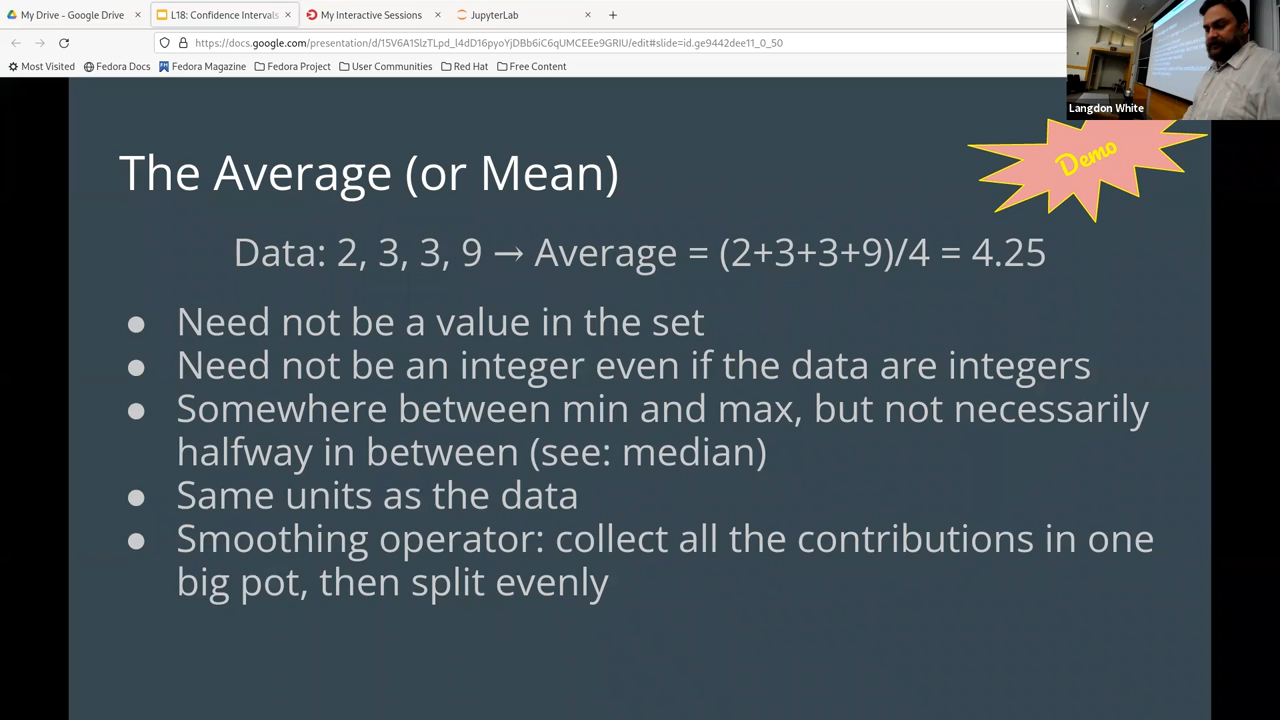 My Drive - Google Drive
L18: Confidence Intervals
My Interactive Sessions
JupyterLab
https://docs.google.com/presentation/d/15V6A1SlzTLpd_l4dD16pyoYjDBb6iC6qUMCEEe9GRIU/edit#slide=id.ge9442dee11_0_50
Most Visited
Fedora Docs
Fedora Magazine
Fedora Project
User Communities
Red Hat
Free Content
Langdon White
Demo
The Average (or Mean)
Data: 2, 3, 3, 9 → Average = (2+3+3+9)/4 = 4.25
● Need not be a value in the set
● Need not be an integer even if the data are integers
● Somewhere between min and max, but not necessarily
halfway in between (see: median)
● Same units as the data
● Smoothing operator: collect all the contributions in one
big pot, then split evenly